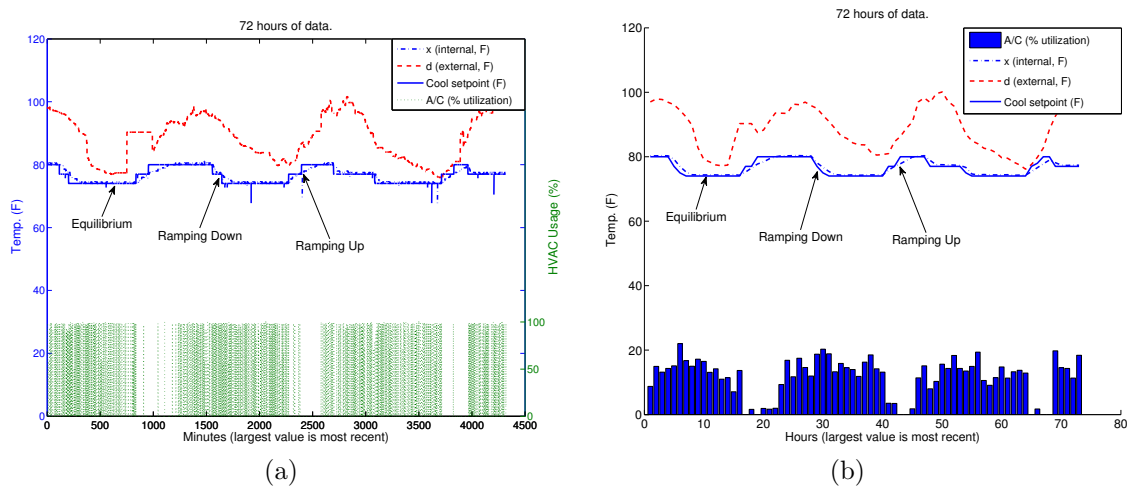 72 hours of data.
120
100
80
60
40
20
0
Temp. (F)
x (internal, F)
d (external, F)
Cool setpoint (F)
A/C (% utilization)
Equilibrium
Ramping Down
Ramping Up
100
50
0
HVAC Usage (%)
0 500 1000 1500 2000 2500 3000 3500 4000 4500
Minutes (largest value is most recent)
(a)
72 hours of data.
120
100
80
60
40
20
0
Temp. (F)
A/C (% utilization)
x (internal, F)
d (external, F)
Cool setpoint (F)
Equilibrium
Ramping Down
Ramping Up
0 10 20 30 40 50 60 70 80
Hours (largest value is most recent)
(b)